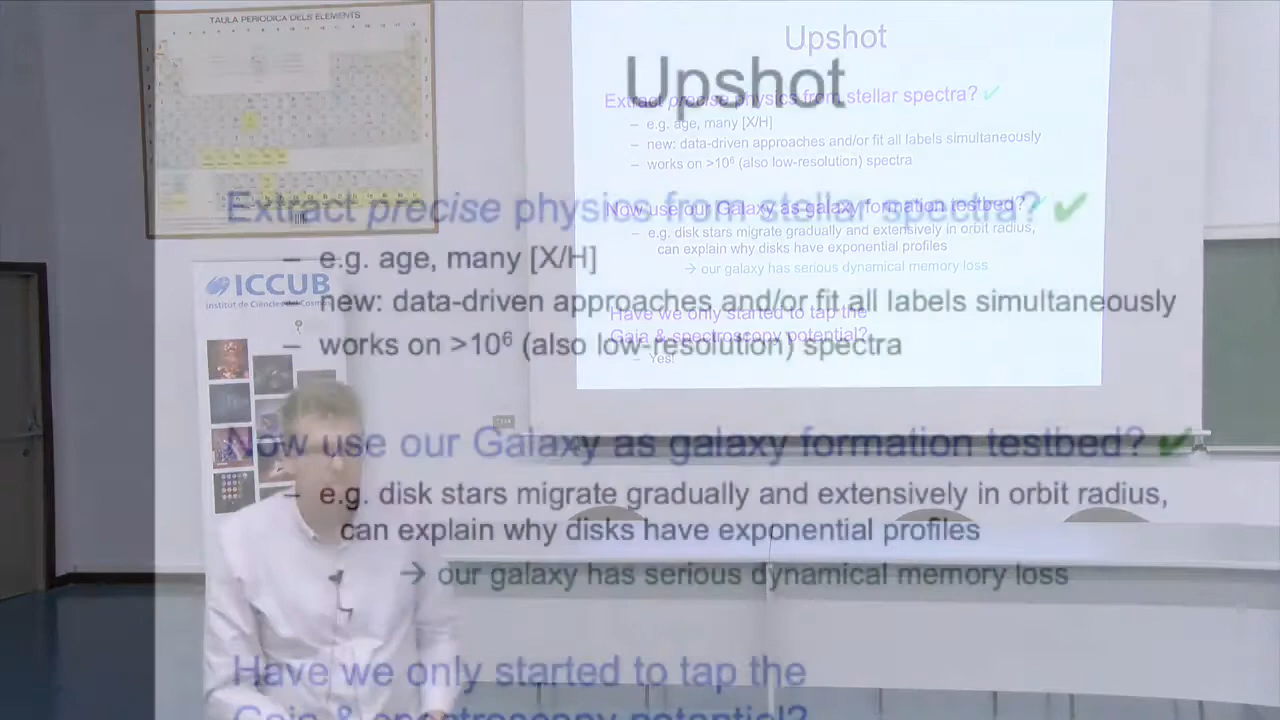 TAULA PERIODICA DELS ELEMENTS
ICCUB
Institut de Ciències del Cosmos
Upshot
Extract precise physics from stellar spectra? ✓
– e.g. age, many [X/H]
– new: data-driven approaches and/or fit all labels simultaneously
– works on >10⁶ (also low-resolution) spectra
Now use our Galaxy as galaxy formation testbed? ✓
– e.g. disk stars migrate gradually and extensively in orbit radius,
can explain why disks have exponential profiles
→ our galaxy has serious dynamical memory loss
Have we only started to tap the
Gaia & spectroscopy potential?
– Yes!
Upshot
Extract precise physics from stellar spectra? ✔
– e.g. age, many [X/H]
– new: data-driven approaches and/or fit all labels simultaneously
– works on >10⁶ (also low-resolution) spectra
Now use our Galaxy as galaxy formation testbed? ✔
– e.g. disk stars migrate gradually and extensively in orbit radius,
can explain why disks have exponential profiles
→ our galaxy has serious dynamical memory loss
Have we only started to tap the
Gaia & spectroscopy potential?